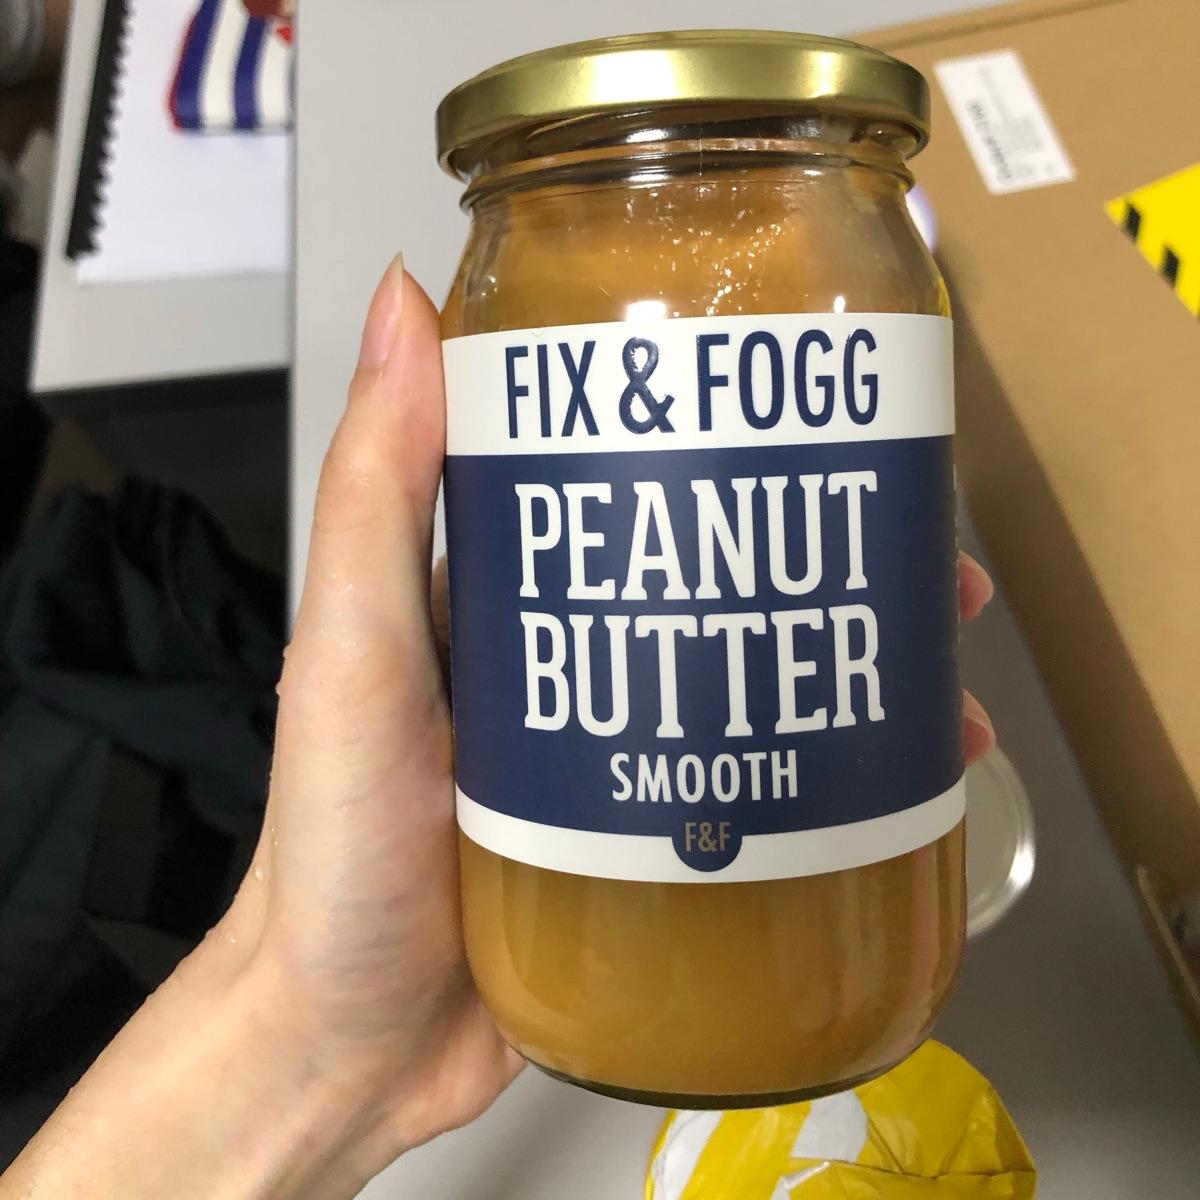 FIX & FOGG
PEANUT
BUTTER
SMOOTH
F&F